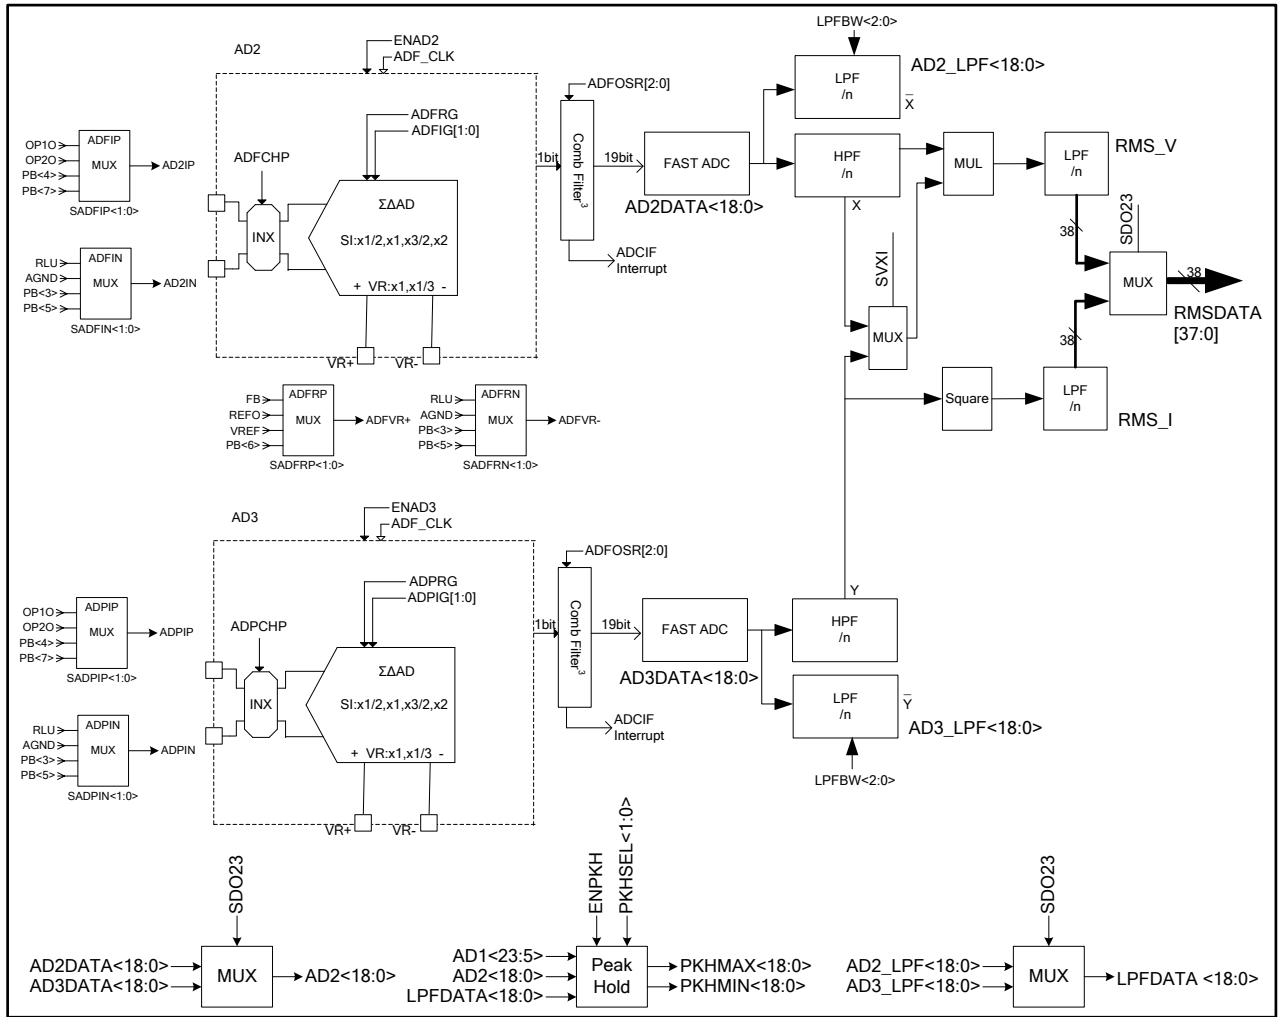 LPFBW<2:0>
AD2
ENAD2
ADF_CLK
LPF
/n
X
AD2_LPF<18:0>
ADFOSR[2:0]
ADFRG
ADFIG[1:0]
OP1O
OP2O
PB<4>
PB<7>
ADFIP
MUX
AD2IP
SADFIP<1:0>
ADFCHP
INX
ΣΔAD
SI:x1/2,x1,x3/2,x2
+ VR:x1,x1/3 -
VR+
VR-
1bit
Comb Filter³
19bit
FAST ADC
AD2DATA<18:0>
ADCIF
Interrupt
HPF
/n
X
MUL
LPF
/n
RMS_V
38
SDO23
MUX
38
RMSDATA
[37:0]
RLU
AGND
PB<3>
PB<5>
ADFIN
MUX
AD2IN
SADFIN<1:0>
SVXI
MUX
38
Square
LPF
/n
RMS_I
FB
REFO
VREF
PB<6>
ADFRP
MUX
ADFVR+
SADFRP<1:0>
RLU
AGND
PB<3>
PB<5>
ADFRN
MUX
ADFVR-
SADFRN<1:0>
AD3
ENAD3
ADF_CLK
ADFOSR[2:0]
ADPRG
ADPIG[1:0]
OP1O
OP2O
PB<4>
PB<7>
ADPIP
MUX
ADPIP
SADPIP<1:0>
ADPCHP
INX
ΣΔAD
SI:x1/2,x1,x3/2,x2
+ VR:x1,x1/3 -
VR+
VR-
1bit
Comb Filter³
19bit
FAST ADC
AD3DATA<18:0>
ADCIF
Interrupt
Y
HPF
/n
LPF
/n
Y
AD3_LPF<18:0>
LPFBW<2:0>
RLU
AGND
PB<3>
PB<5>
ADPIN
MUX
ADPIN
SADPIN<1:0>
SDO23
AD2DATA<18:0>
AD3DATA<18:0>
MUX
AD2<18:0>
ENPKH
PKHSEL<1:0>
AD1<23:5>
AD2<18:0>
LPFDATA<18:0>
Peak
Hold
PKHMAX<18:0>
PKHMIN<18:0>
SDO23
AD2_LPF<18:0>
AD3_LPF<18:0>
MUX
LPFDATA <18:0>